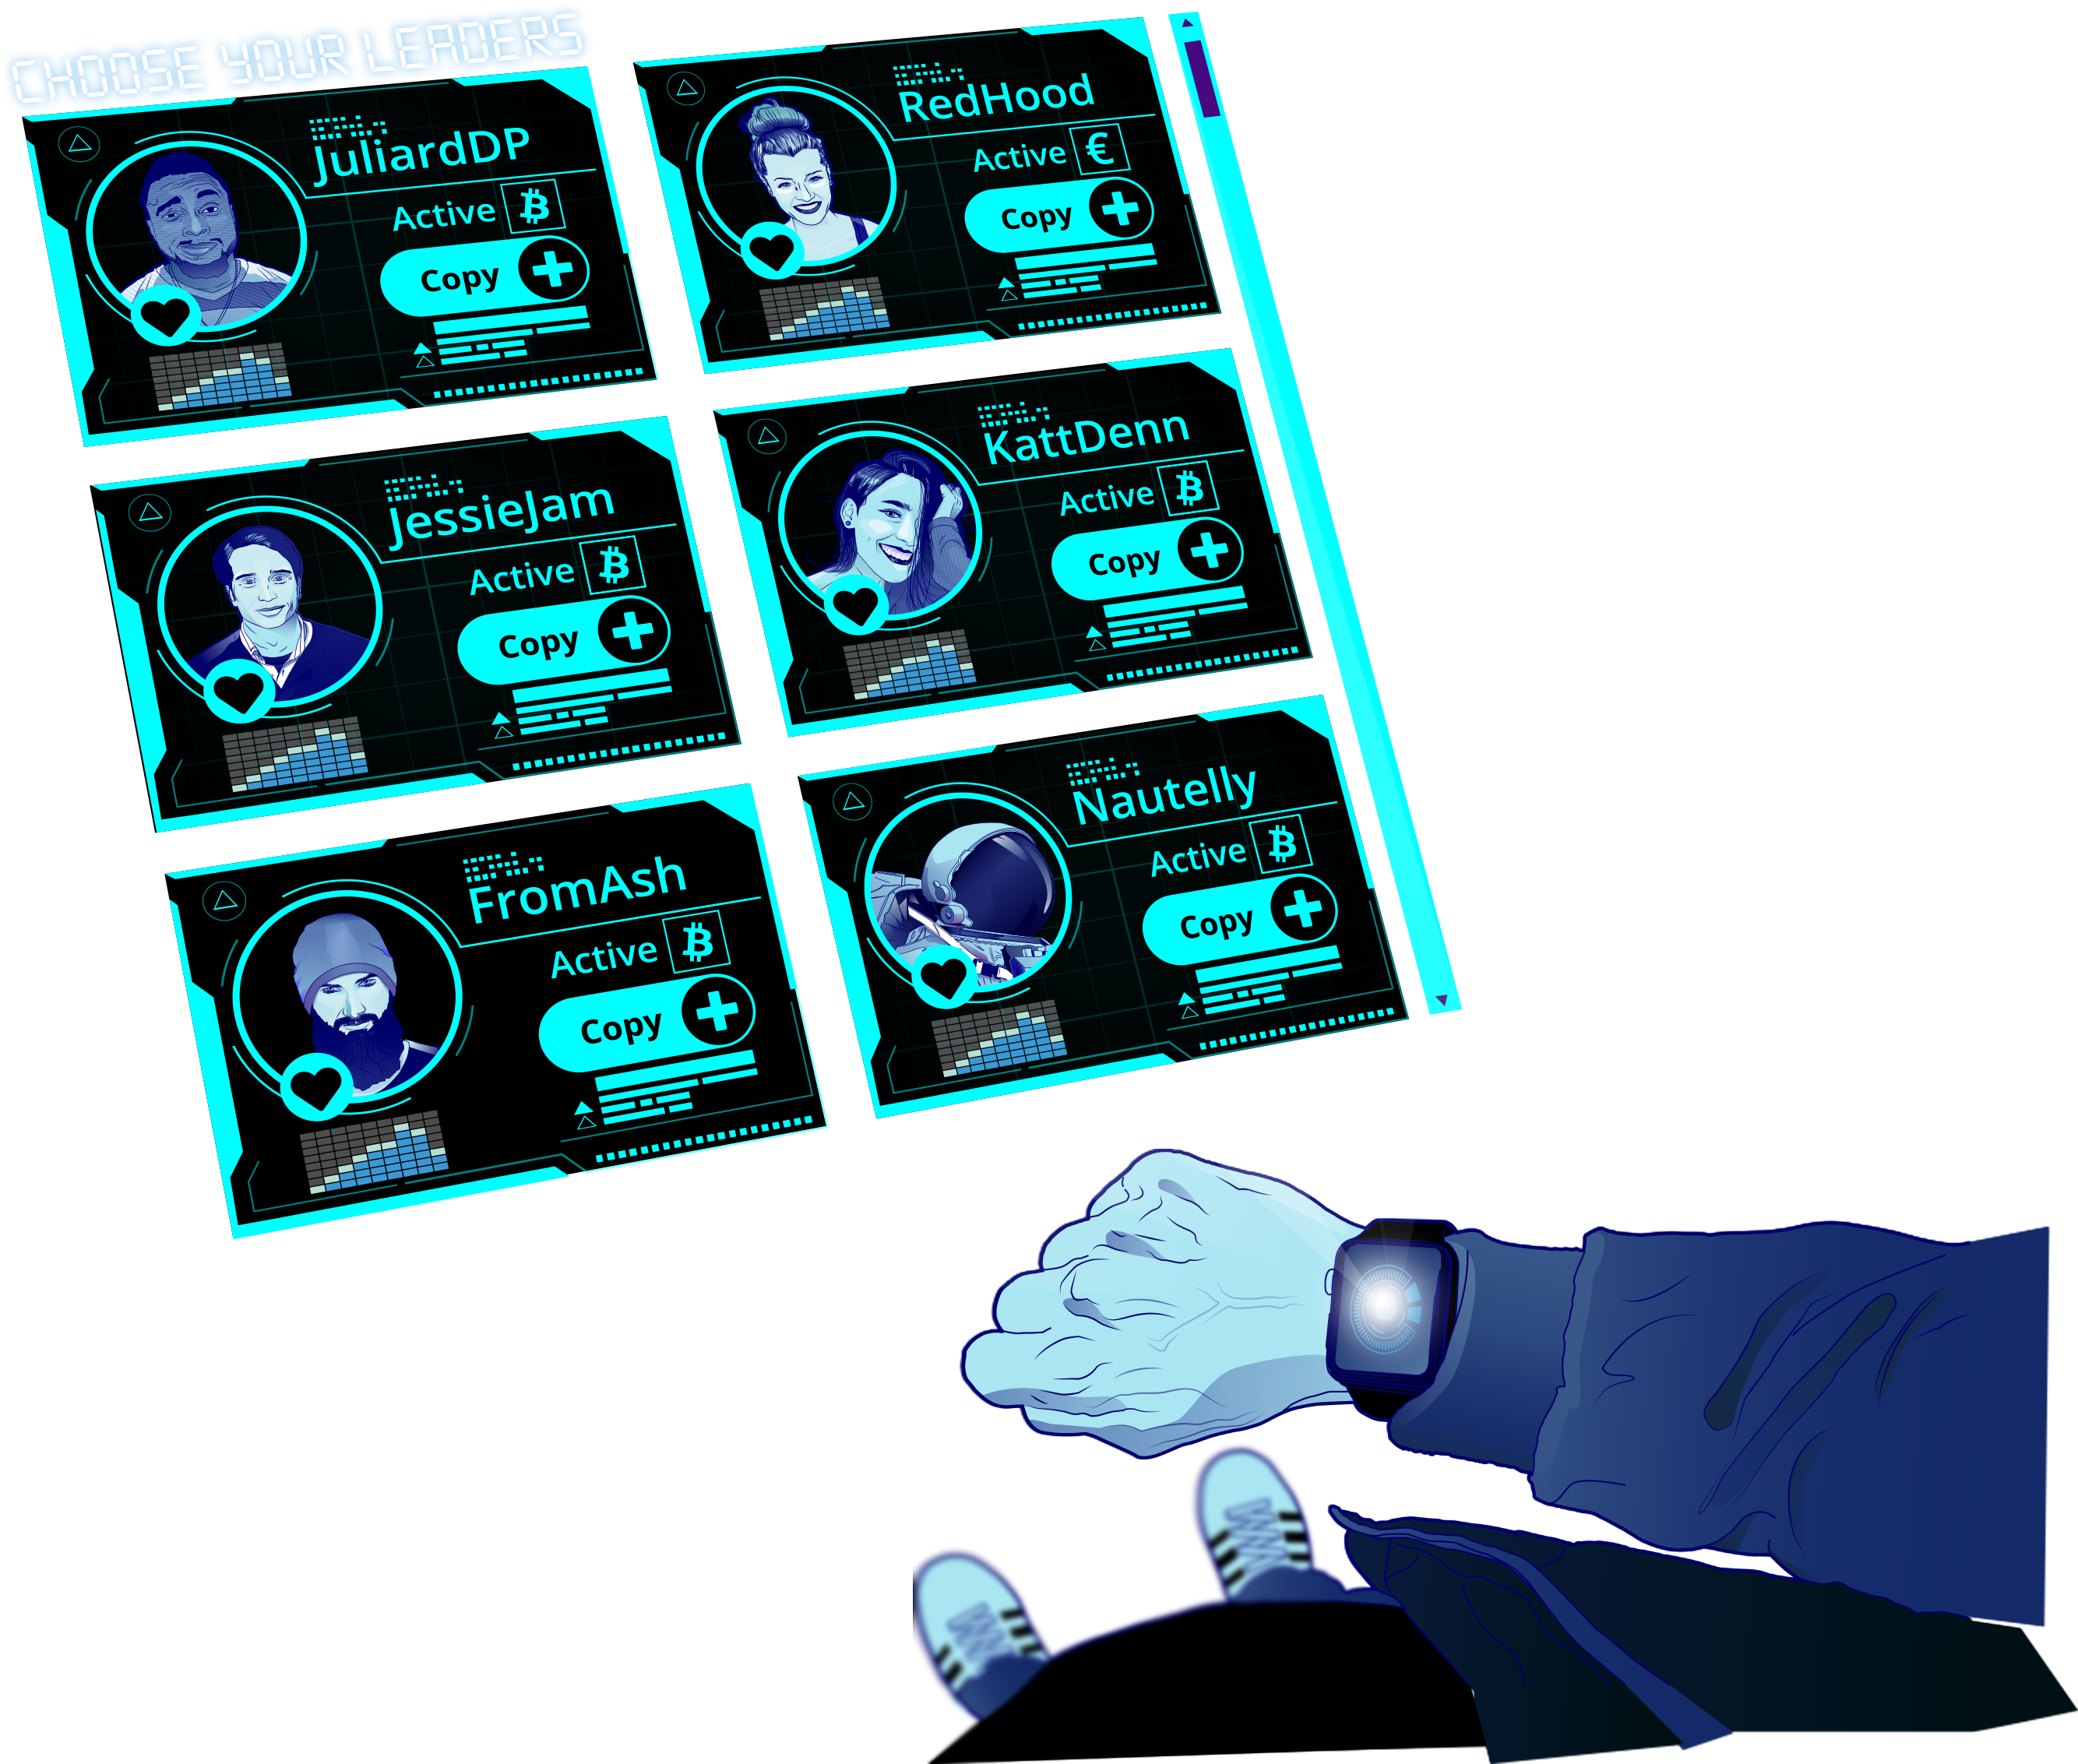 CHOOSE YOUR LEADERS
JuliardDP
Active ₿
Copy
RedHood
Active €
Copy
JessieJam
Active ₿
Copy
KattDenn
Active ₿
Copy
FromAsh
Active ₿
Copy
Nautelly
Active ₿
Copy